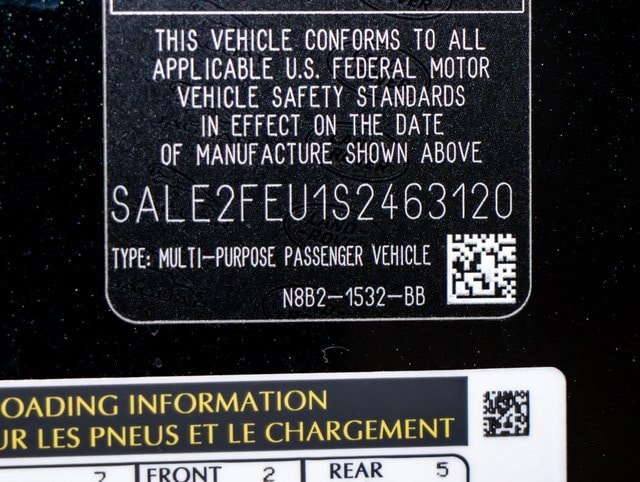 THIS VEHICLE CONFORMS TO ALL
APPLICABLE U.S. FEDERAL MOTOR
VEHICLE SAFETY STANDARDS
IN EFFECT ON THE DATE
OF MANUFACTURE SHOWN ABOVE
SALE2FEU1S2463120
TYPE: MULTI-PURPOSE PASSENGER VEHICLE
N8B2-1532-BB
OADING INFORMATION
UR LES PNEUS ET LE CHARGEMENT
7 FRONT 2 REAR 5